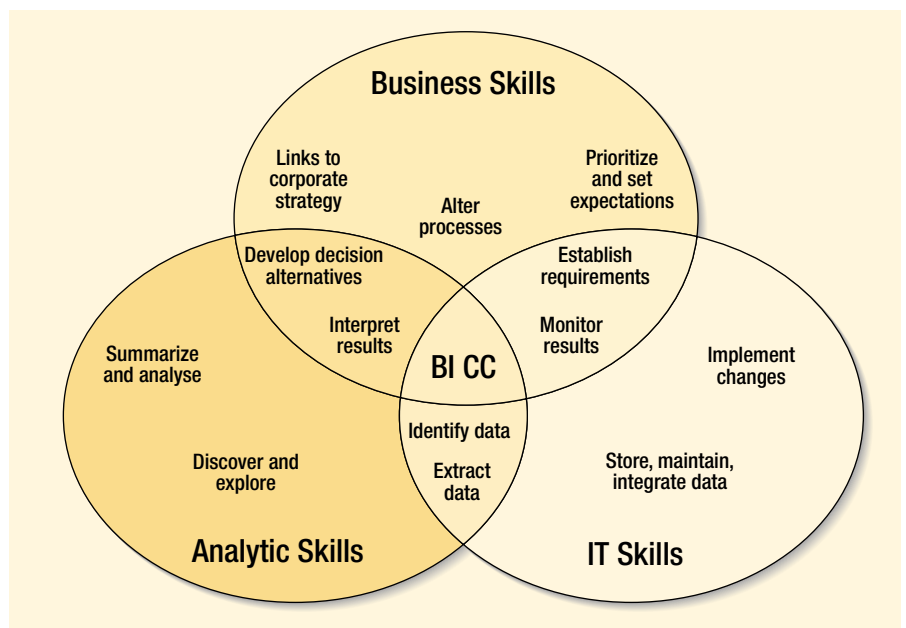 Business Skills
Links to
corporate
strategy
Prioritize
and set
expectations
Alter
processes
Develop decision
alternatives
Establish
requirements
Interpret
results
Monitor
results
BI CC
Summarize
and analyse
Implement
changes
Identify data
Extract
data
Discover and
explore
Store, maintain,
integrate data
Analytic Skills
IT Skills